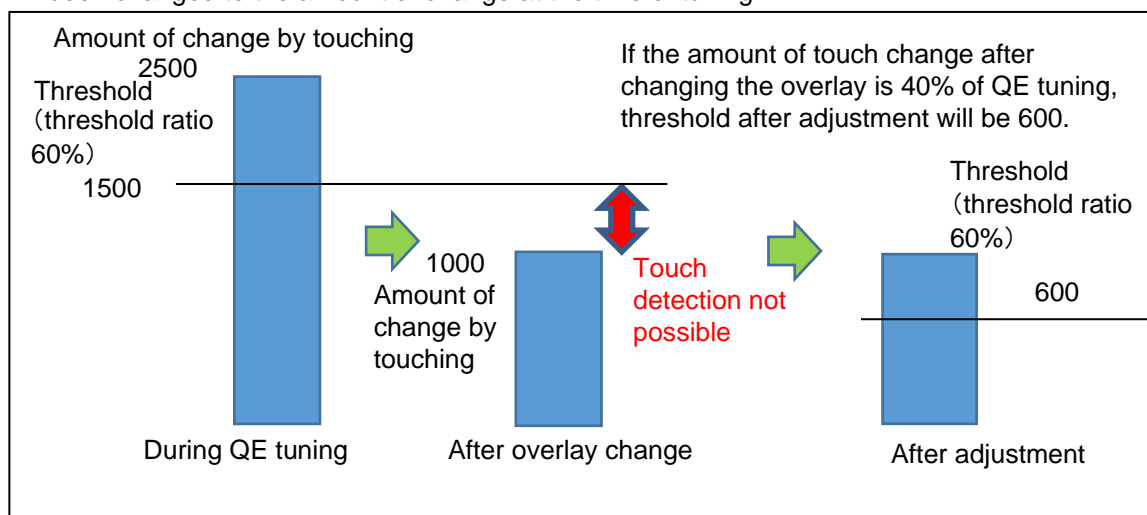 Amount of change by touching
2500
Threshold
（threshold ratio
60%）
1500
If the amount of touch change after
changing the overlay is 40% of QE tuning,
threshold after adjustment will be 600.
1000
Amount of
change by
touching
Touch
detection not
possible
Threshold
（threshold ratio
60%）
600
During QE tuning
After overlay change
After adjustment